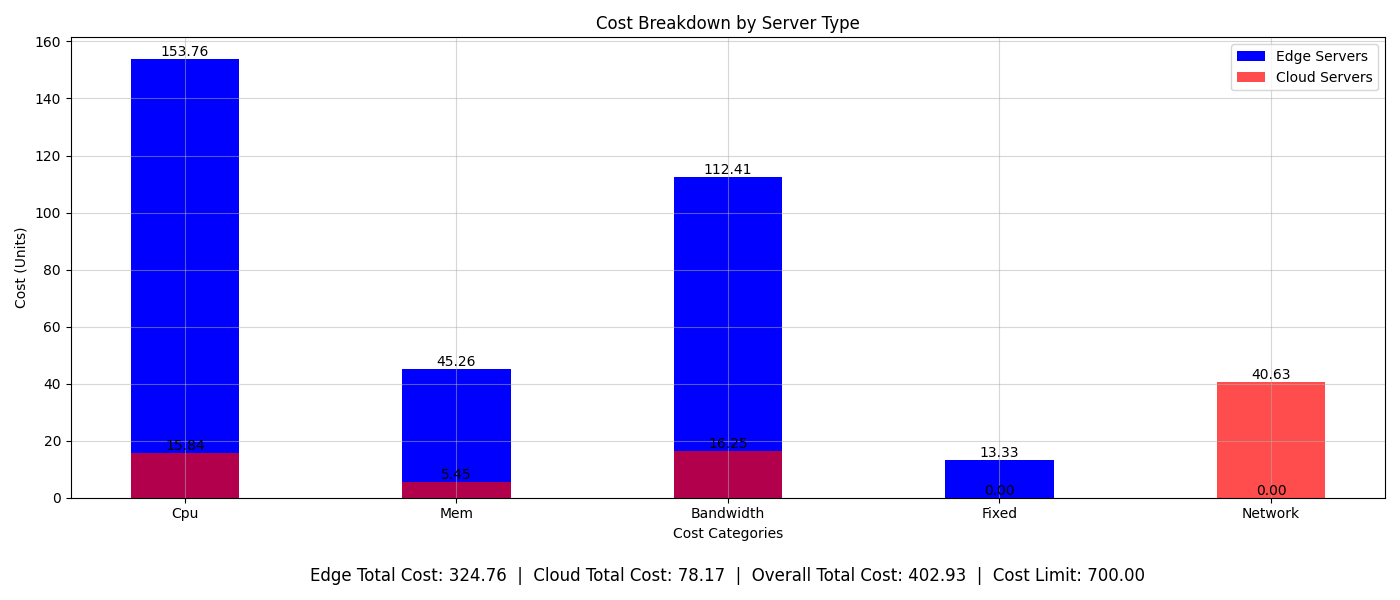 Cost Breakdown by Server Type
Edge Servers
Cloud Servers
160
140
120
100
80
60
40
20
0
Cost (Units)
153.76
15.84
45.26
5.45
112.41
16.25
13.33
0.00
40.63
0.00
Cpu Mem Bandwidth Fixed Network
Cost Categories
Edge Total Cost: 324.76 | Cloud Total Cost: 78.17 | Overall Total Cost: 402.93 | Cost Limit: 700.00